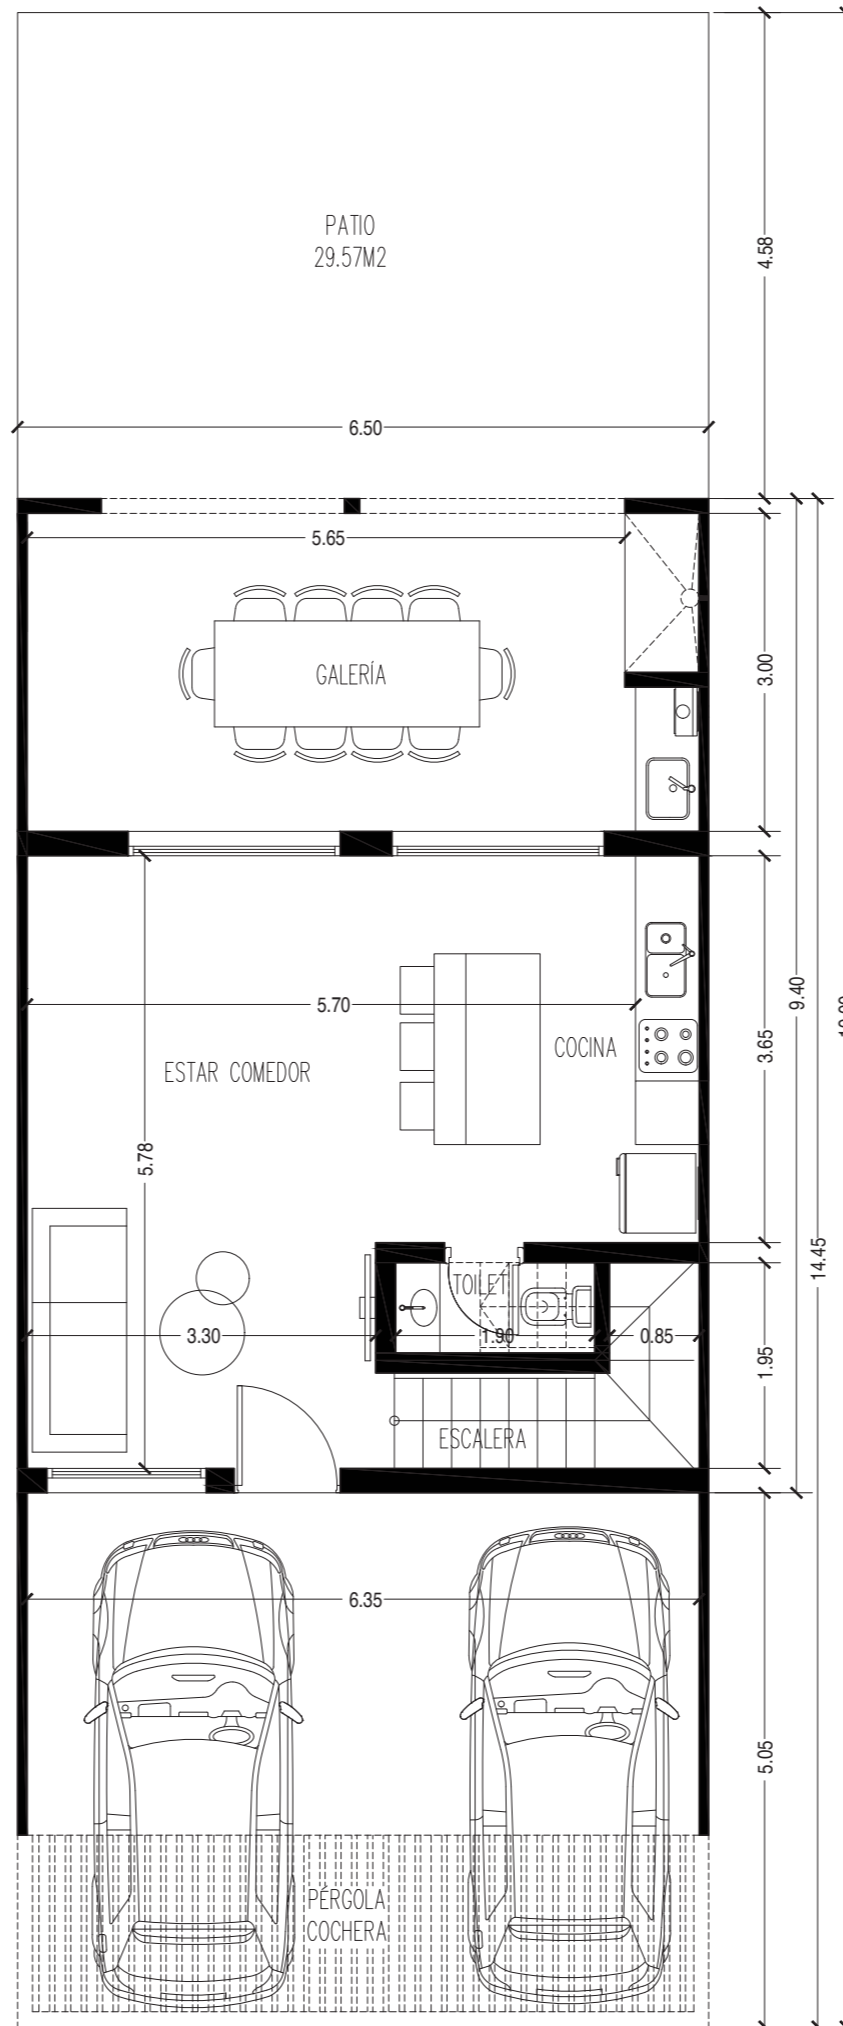 PATIO
29.57M2
4.58
6.50
5.65
GALERÍA
3.00
5.70
COCINA
ESTAR COMEDOR
9.40
3.65
5.78
14.45
TOILET
3.30
1.90
0.85
1.95
ESCALERA
6.35
5.05
PÉRGOLA
COCHERA